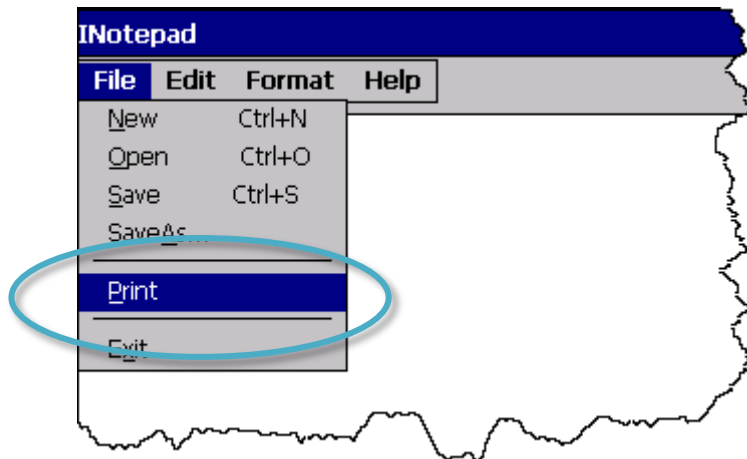 INotepad
File Edit Format Help
New Ctrl+N
Open Ctrl+O
Save Ctrl+S
SaveAs...
Print
Exit